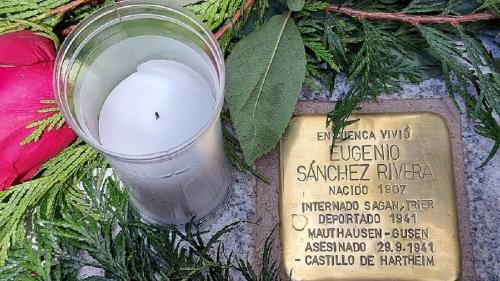 EN CUENCA VIVIÓ
EUGENIO
SÁNCHEZ RIVERA
NACIDO 1907
INTERNADO SAGAN, TRIER
DEPORTADO 1941
MAUTHAUSEN-GUSEN
ASESINADO 29.9.1941
- CASTILLO DE HARTHEIM